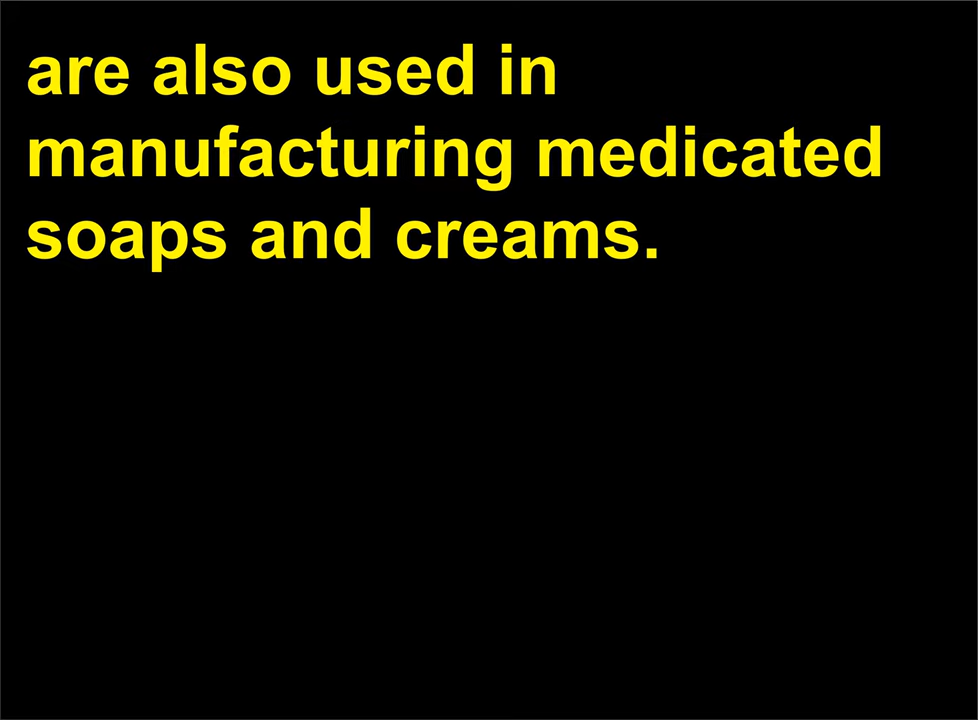 are also used in
manufacturing medicated
soaps and creams.